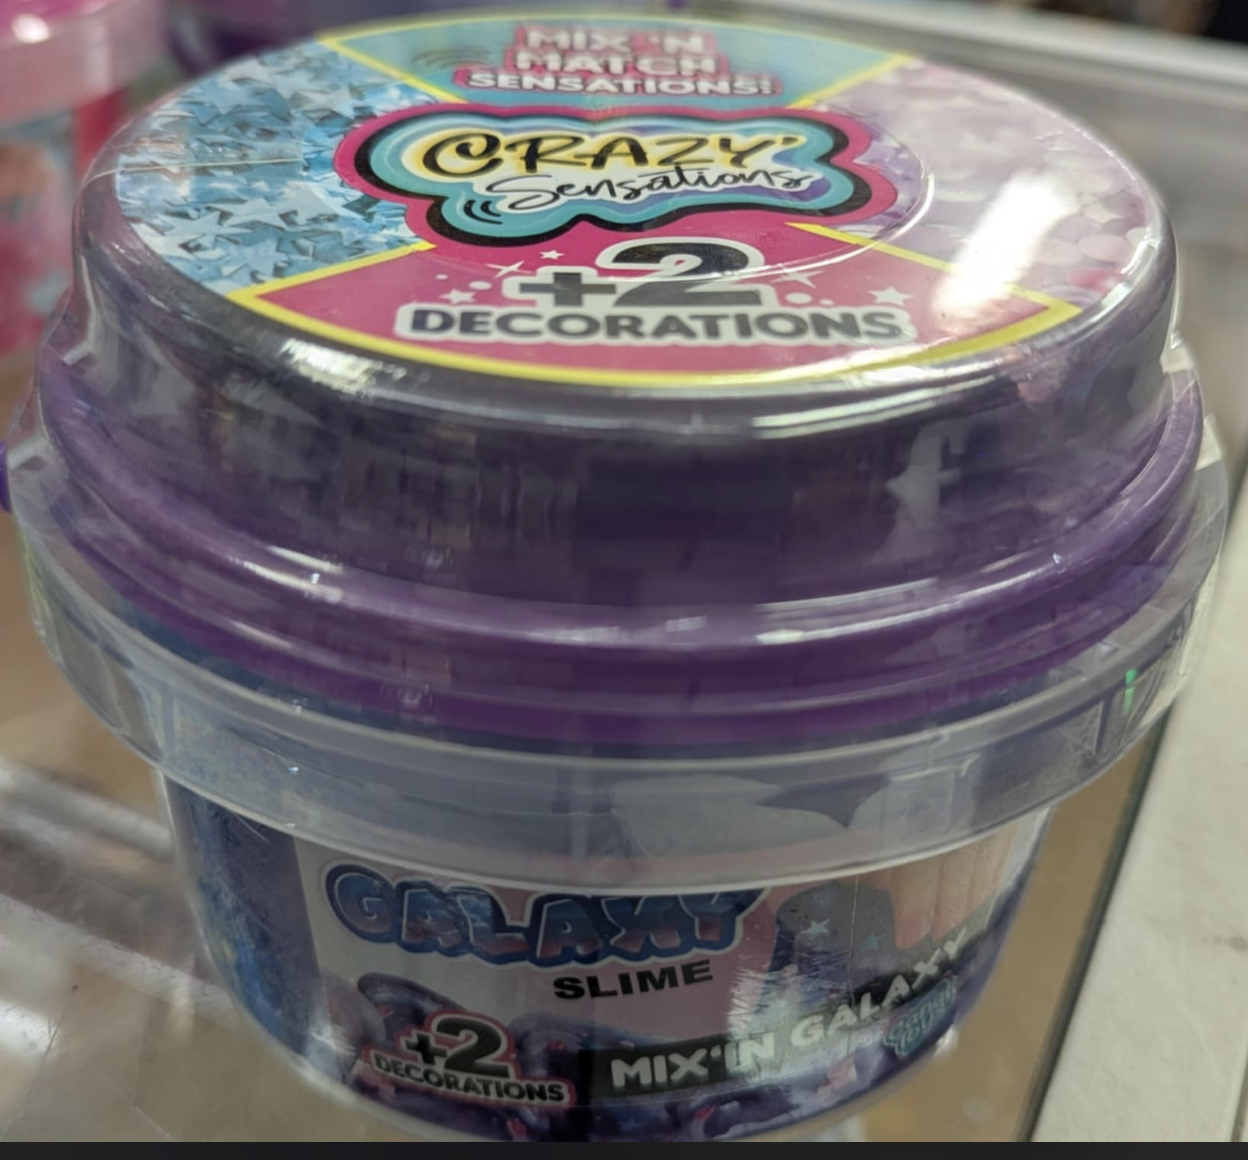 MIX 'N
MATCH
SENSATIONS!
CRAZY
Sensations
+2
DECORATIONS
GALAXY
SLIME
+2
DECORATIONS
MIX'IN GALAXY